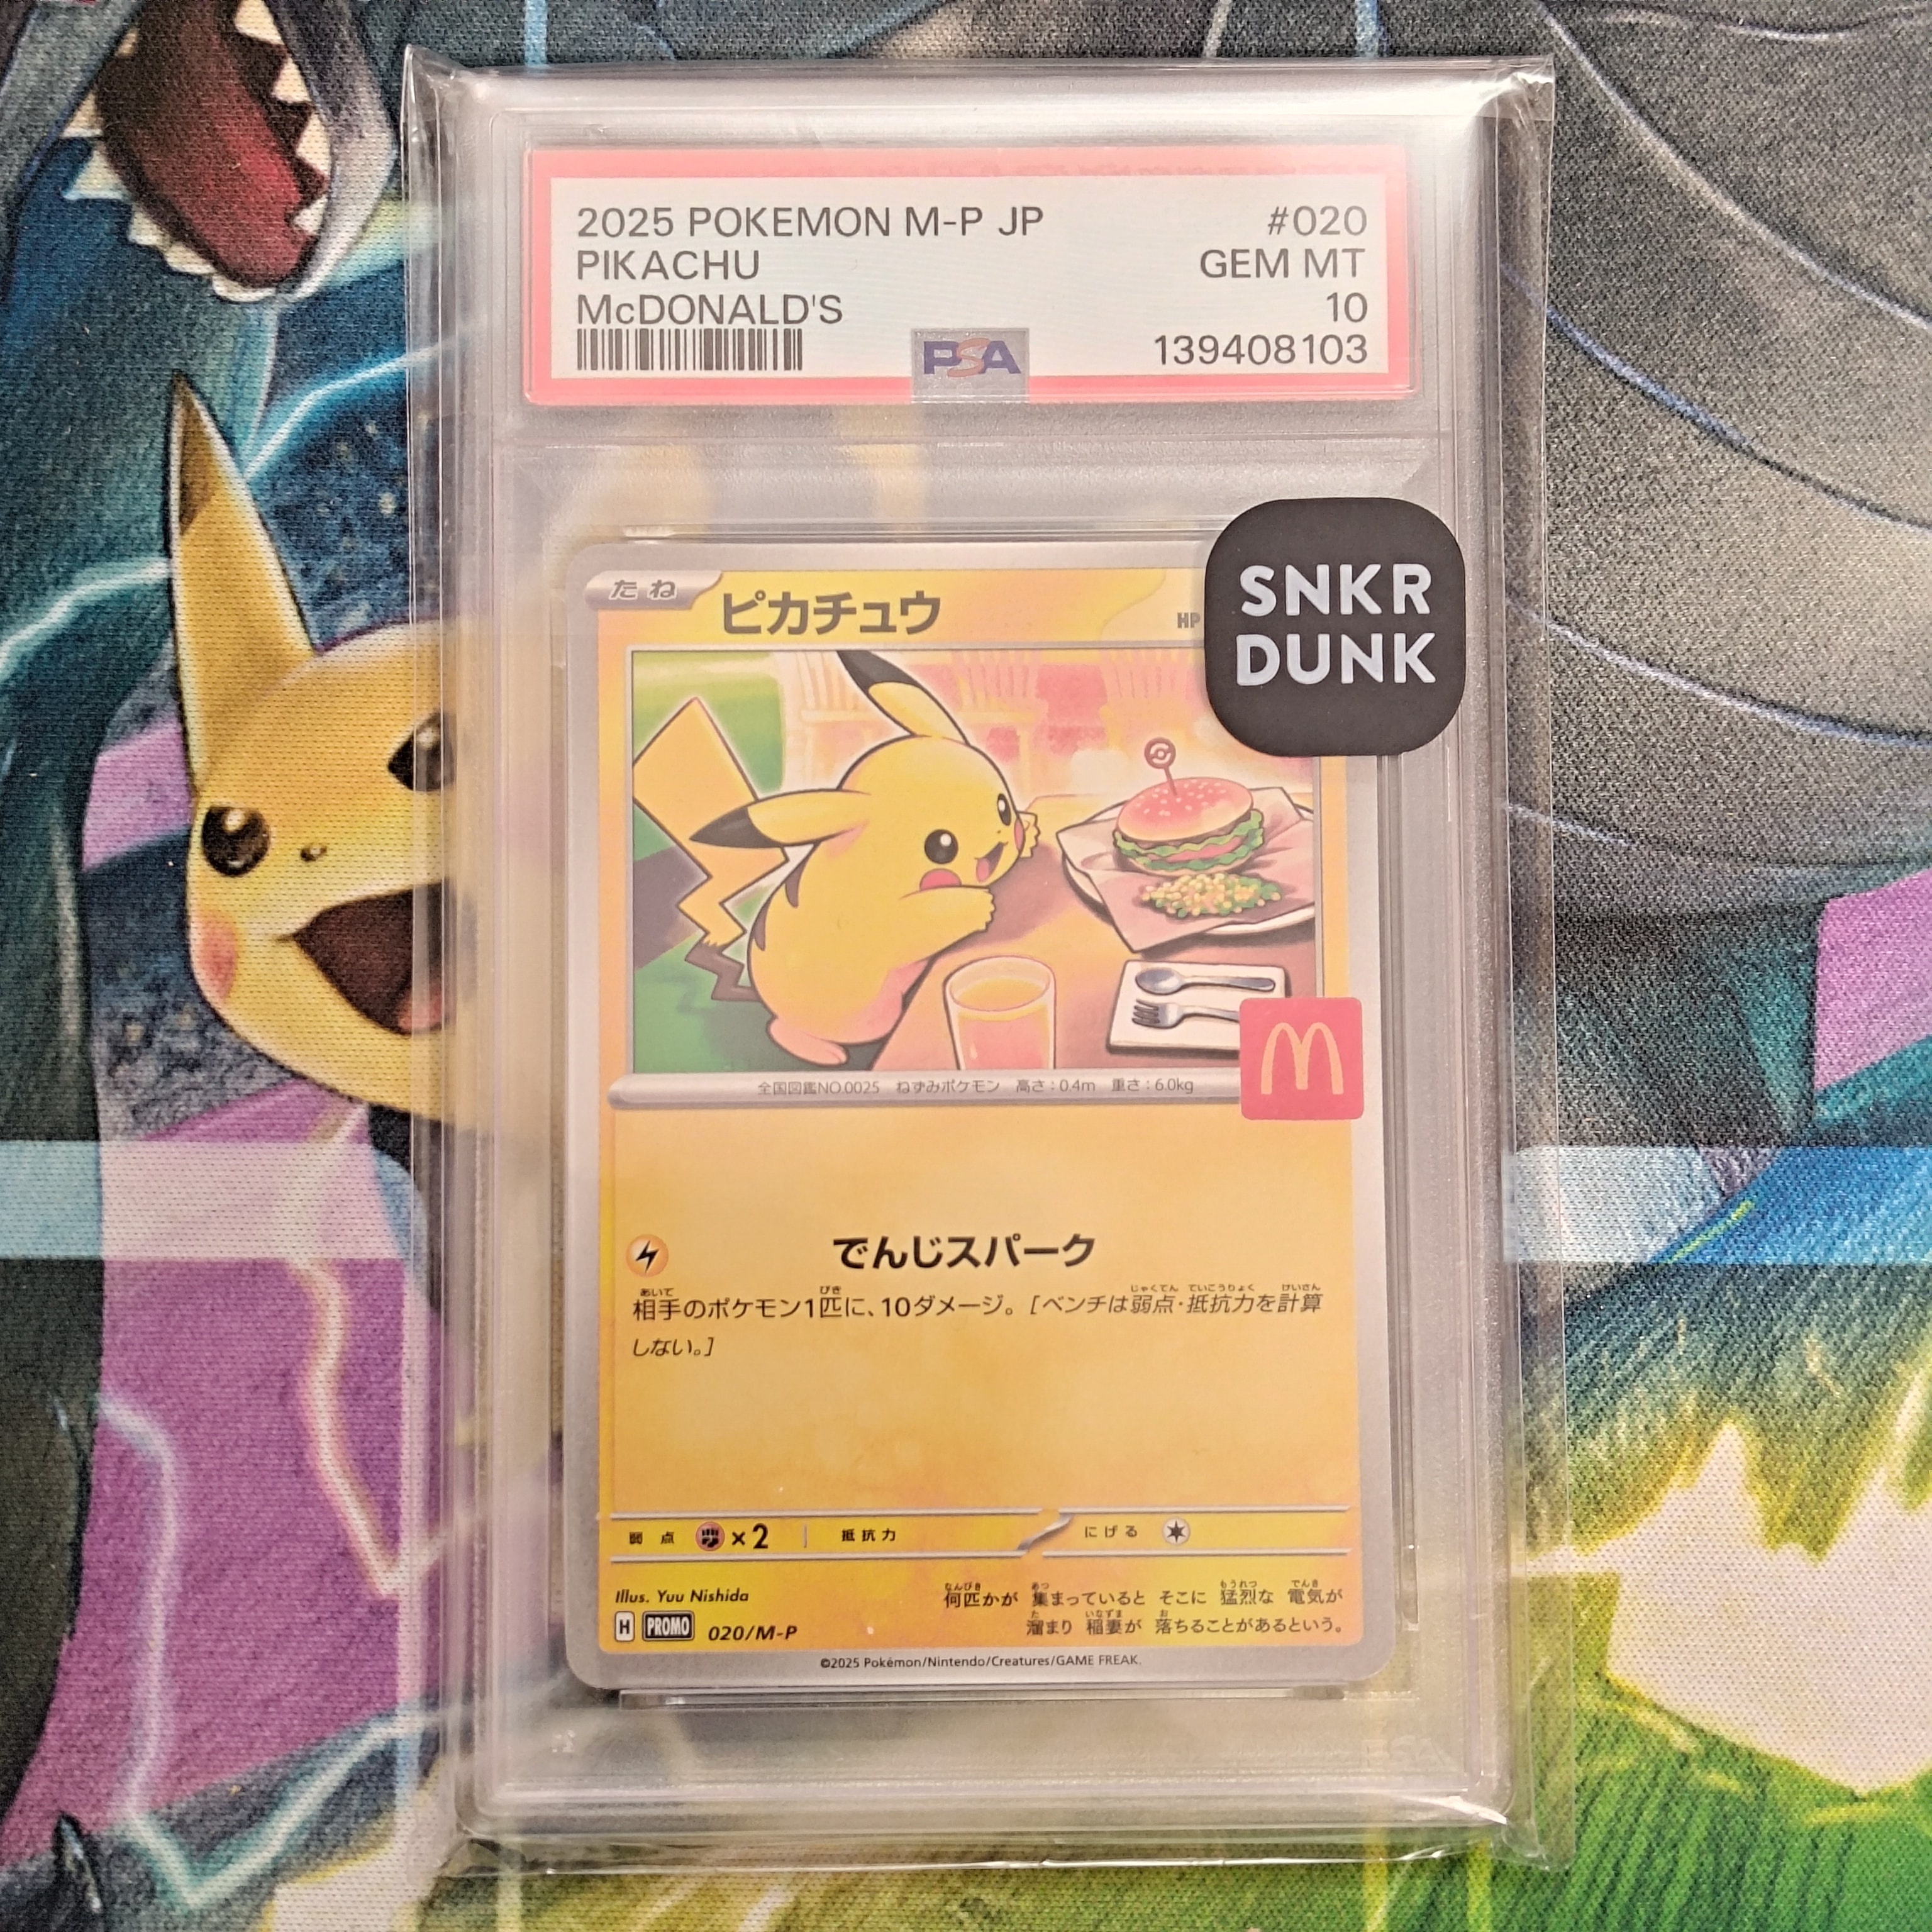 2025 POKEMON M-P JP #020
PIKACHU GEM MT
McDONALD'S 10
PSA 139408103
SNKR
DUNK
たね ピカチュウ HP
全国図鑑NO.0025 ねずみポケモン 高さ:0.4m 重さ:6.0kg
でんじスパーク
相手のポケモン1匹に、10ダメージ。[ベンチは弱点・抵抗力を計算
しない。]
弱点 ×2 抵抗力 にげる
Illus. Yuu Nishida
何匹かが 集まっていると そこに 猛烈な 電気が
溜まり 稲妻が 落ちることがあるという。
H PROMO 020/M-P
©2025 Pokémon/Nintendo/Creatures/GAME FREAK.